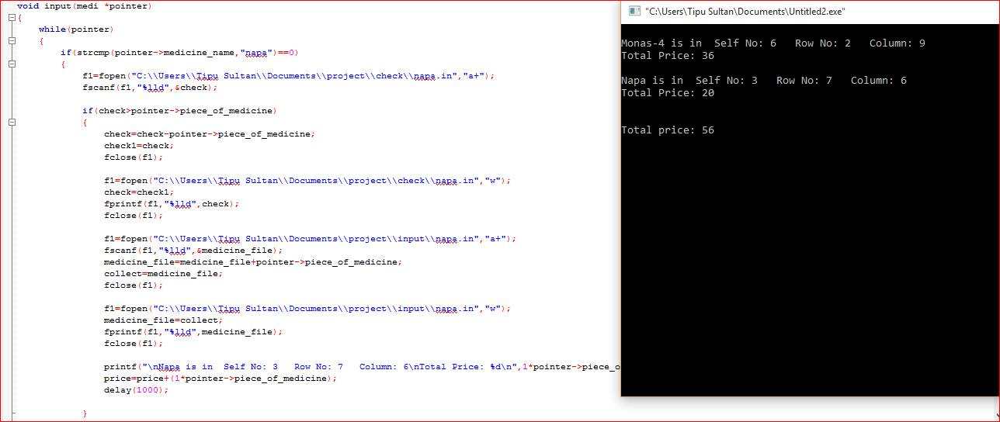 void input(medi *pointer)
{
while(pointer)
{
if(strcmp(pointer->medicine_name,"napa")==0)
{
f1=fopen("C:\\Users\\Tipu Sultan\\Documents\\project\\check\\napa.in","a+");
fscanf(f1,"%lld",&check);
if(check>pointer->piece_of_medicine)
{
check=check-pointer->piece_of_medicine;
check1=check;
fclose(f1);
f1=fopen("C:\\Users\\Tipu Sultan\\Documents\\project\\check\\napa.in","w");
check=check1;
fprintf(f1,"%lld",check);
fclose(f1);
f1=fopen("C:\\Users\\Tipu Sultan\\Documents\\project\\input\\napa.in","a+");
fscanf(f1,"%lld",&medicine_file);
medicine_file=medicine_file+pointer->piece_of_medicine;
collect=medicine_file;
fclose(f1);
f1=fopen("C:\\Users\\Tipu Sultan\\Documents\\project\\input\\napa.in","w");
medicine_file=collect;
fprintf(f1,"%lld",medicine_file);
fclose(f1);
printf("\nNapa is in  Self No: 3   Row No: 7   Column: 6\nTotal Price: %d\n",1*pointer->piece_o
price=price+(1*pointer->piece_of_medicine);
delay(1000);
}
"C:\Users\Tipu Sultan\Documents\Untitled2.exe"
Monas-4 is in  Self No: 6   Row No: 2   Column: 9
Total Price: 36
Napa is in  Self No: 3   Row No: 7   Column: 6
Total Price: 20
Total price: 56